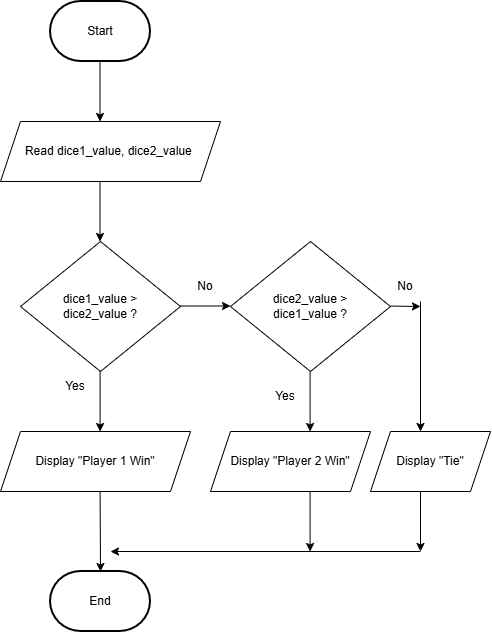 Start
Read dice1_value, dice2_value
dice1_value >
dice2_value ?
No
dice2_value >
dice1_value ?
No
Yes
Yes
Display "Player 1 Win"
Display "Player 2 Win"
Display "Tie"
End